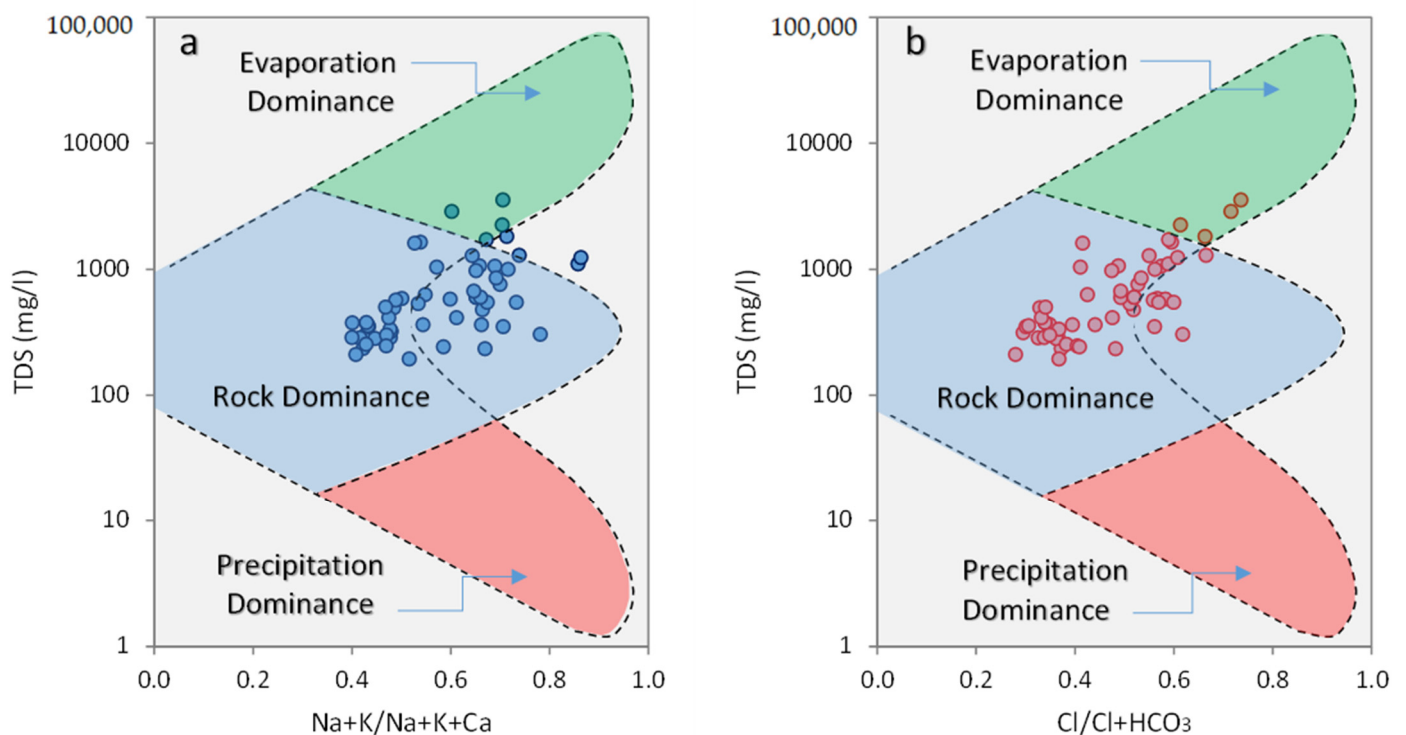 a
Evaporation
Dominance
Rock Dominance
Precipitation
Dominance
100,000
10000
1000
100
10
1
TDS (mg/l)
0.0 0.2 0.4 0.6 0.8 1.0
Na+K/Na+K+Ca
b
Evaporation
Dominance
Rock Dominance
Precipitation
Dominance
100,000
10000
1000
100
10
1
TDS (mg/l)
0.0 0.2 0.4 0.6 0.8 1.0
Cl/Cl+HCO₃